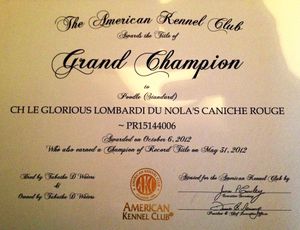 The American Kennel Club
Awards the Title of
Grand Champion
to
Poodle (Standard)
CH LE GLORIOUS LOMBARDI DU NOLA'S CANICHE ROUGE
~ PR15144006
Awarded on October 6, 2012
Who also earned a Champion of Record Title on May 31, 2012
Bred by Tabatha D Waters
&
Owned by Tabatha D Waters
AKC
AMERICAN
KENNEL CLUB®
Awarded for the American Kennel Club by